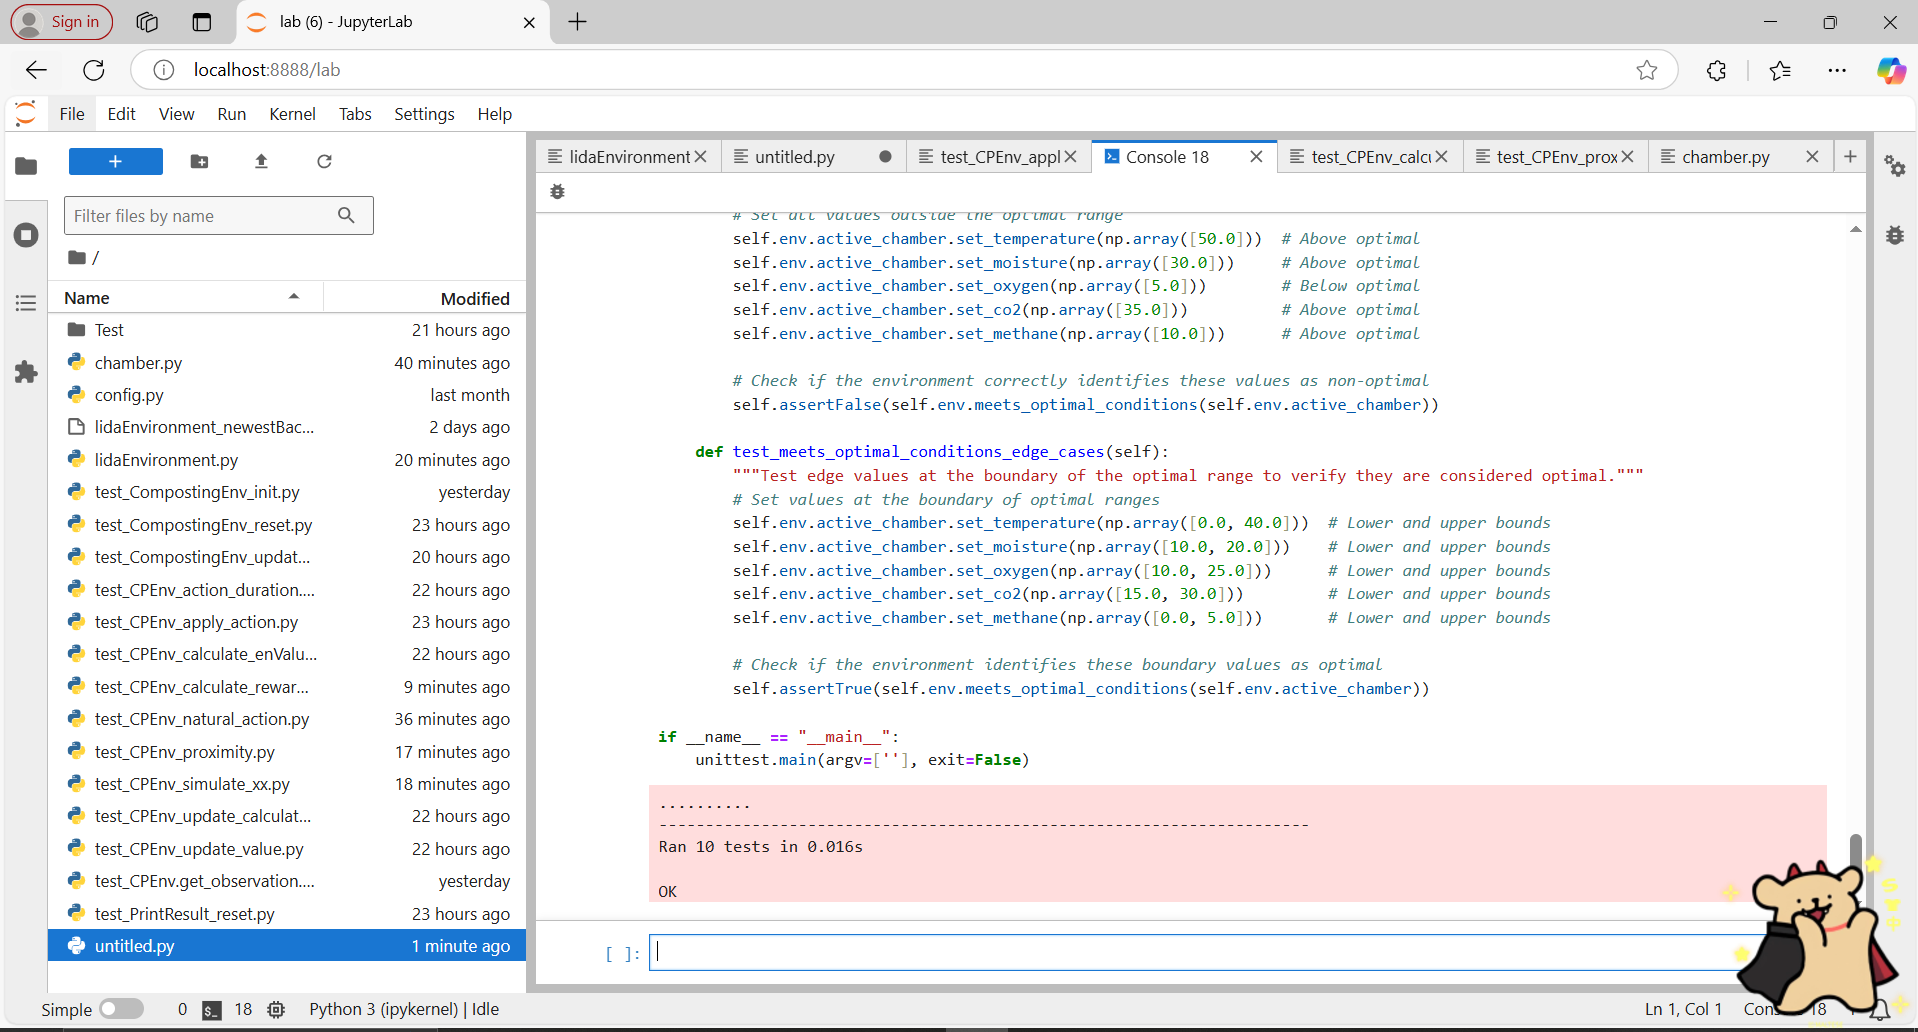 Sign in
lab (6) - JupyterLab
localhost:8888/lab
File Edit View Run Kernel Tabs Settings Help
+
Filter files by name
/
Name Modified
Test 21 hours ago
chamber.py 40 minutes ago
config.py last month
lidaEnvironment_newestBac... 2 days ago
lidaEnvironment.py 20 minutes ago
test_CompostingEnv_init.py yesterday
test_CompostingEnv_reset.py 23 hours ago
test_CompostingEnv_updat... 20 hours ago
test_CPEnv_action_duration.... 22 hours ago
test_CPEnv_apply_action.py 23 hours ago
test_CPEnv_calculate_enValu... 22 hours ago
test_CPEnv_calculate_rewar... 9 minutes ago
test_CPEnv_natural_action.py 36 minutes ago
test_CPEnv_proximity.py 17 minutes ago
test_CPEnv_simulate_xx.py 18 minutes ago
test_CPEnv_update_calculat... 22 hours ago
test_CPEnv_update_value.py 22 hours ago
test_CPEnv.get_observation.... yesterday
test_PrintResult_reset.py 23 hours ago
untitled.py 1 minute ago
lidaEnvironment untitled.py test_CPEnv_appl Console 18 test_CPEnv_calcu test_CPEnv_prox chamber.py
# Set all values outside the optimal range
self.env.active_chamber.set_temperature(np.array([50.0])) # Above optimal
self.env.active_chamber.set_moisture(np.array([30.0])) # Above optimal
self.env.active_chamber.set_oxygen(np.array([5.0])) # Below optimal
self.env.active_chamber.set_co2(np.array([35.0])) # Above optimal
self.env.active_chamber.set_methane(np.array([10.0])) # Above optimal
# Check if the environment correctly identifies these values as non-optimal
self.assertFalse(self.env.meets_optimal_conditions(self.env.active_chamber))
def test_meets_optimal_conditions_edge_cases(self):
"""Test edge values at the boundary of the optimal range to verify they are considered optimal."""
# Set values at the boundary of optimal ranges
self.env.active_chamber.set_temperature(np.array([0.0, 40.0])) # Lower and upper bounds
self.env.active_chamber.set_moisture(np.array([10.0, 20.0])) # Lower and upper bounds
self.env.active_chamber.set_oxygen(np.array([10.0, 25.0])) # Lower and upper bounds
self.env.active_chamber.set_co2(np.array([15.0, 30.0])) # Lower and upper bounds
self.env.active_chamber.set_methane(np.array([0.0, 5.0])) # Lower and upper bounds
# Check if the environment identifies these boundary values as optimal
self.assertTrue(self.env.meets_optimal_conditions(self.env.active_chamber))
if __name__ == "__main__":
unittest.main(argv=[''], exit=False)
..........
----------------------------------------------------------------------
Ran 10 tests in 0.016s
OK
[ ]:
Simple 0 18 Python 3 (ipykernel) | Idle
Ln 1, Col 1 18